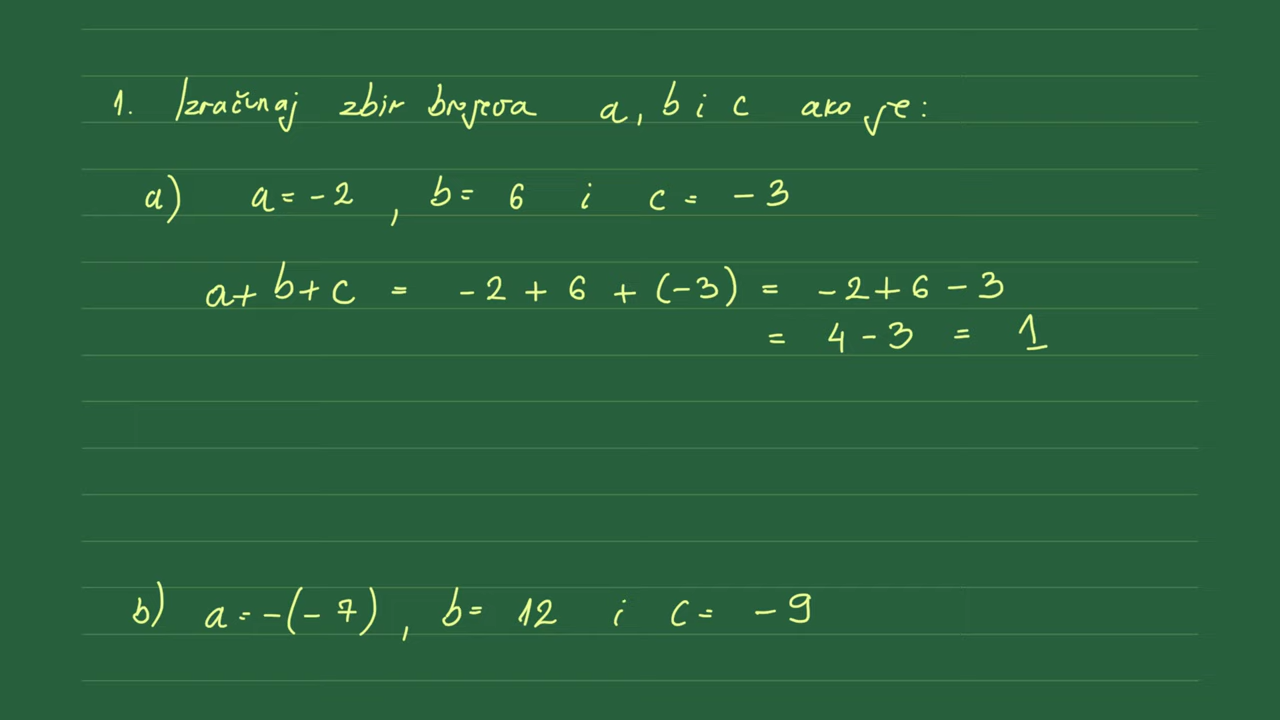 1. Izračunaj zbir brojeva a, b i c ako je:
a) a = -2, b = 6 i c = -3
a + b + c = -2 + 6 + (-3) = -2 + 6 - 3
= 4 - 3 = 1
b) a = -(-7), b = 12 i c = -9